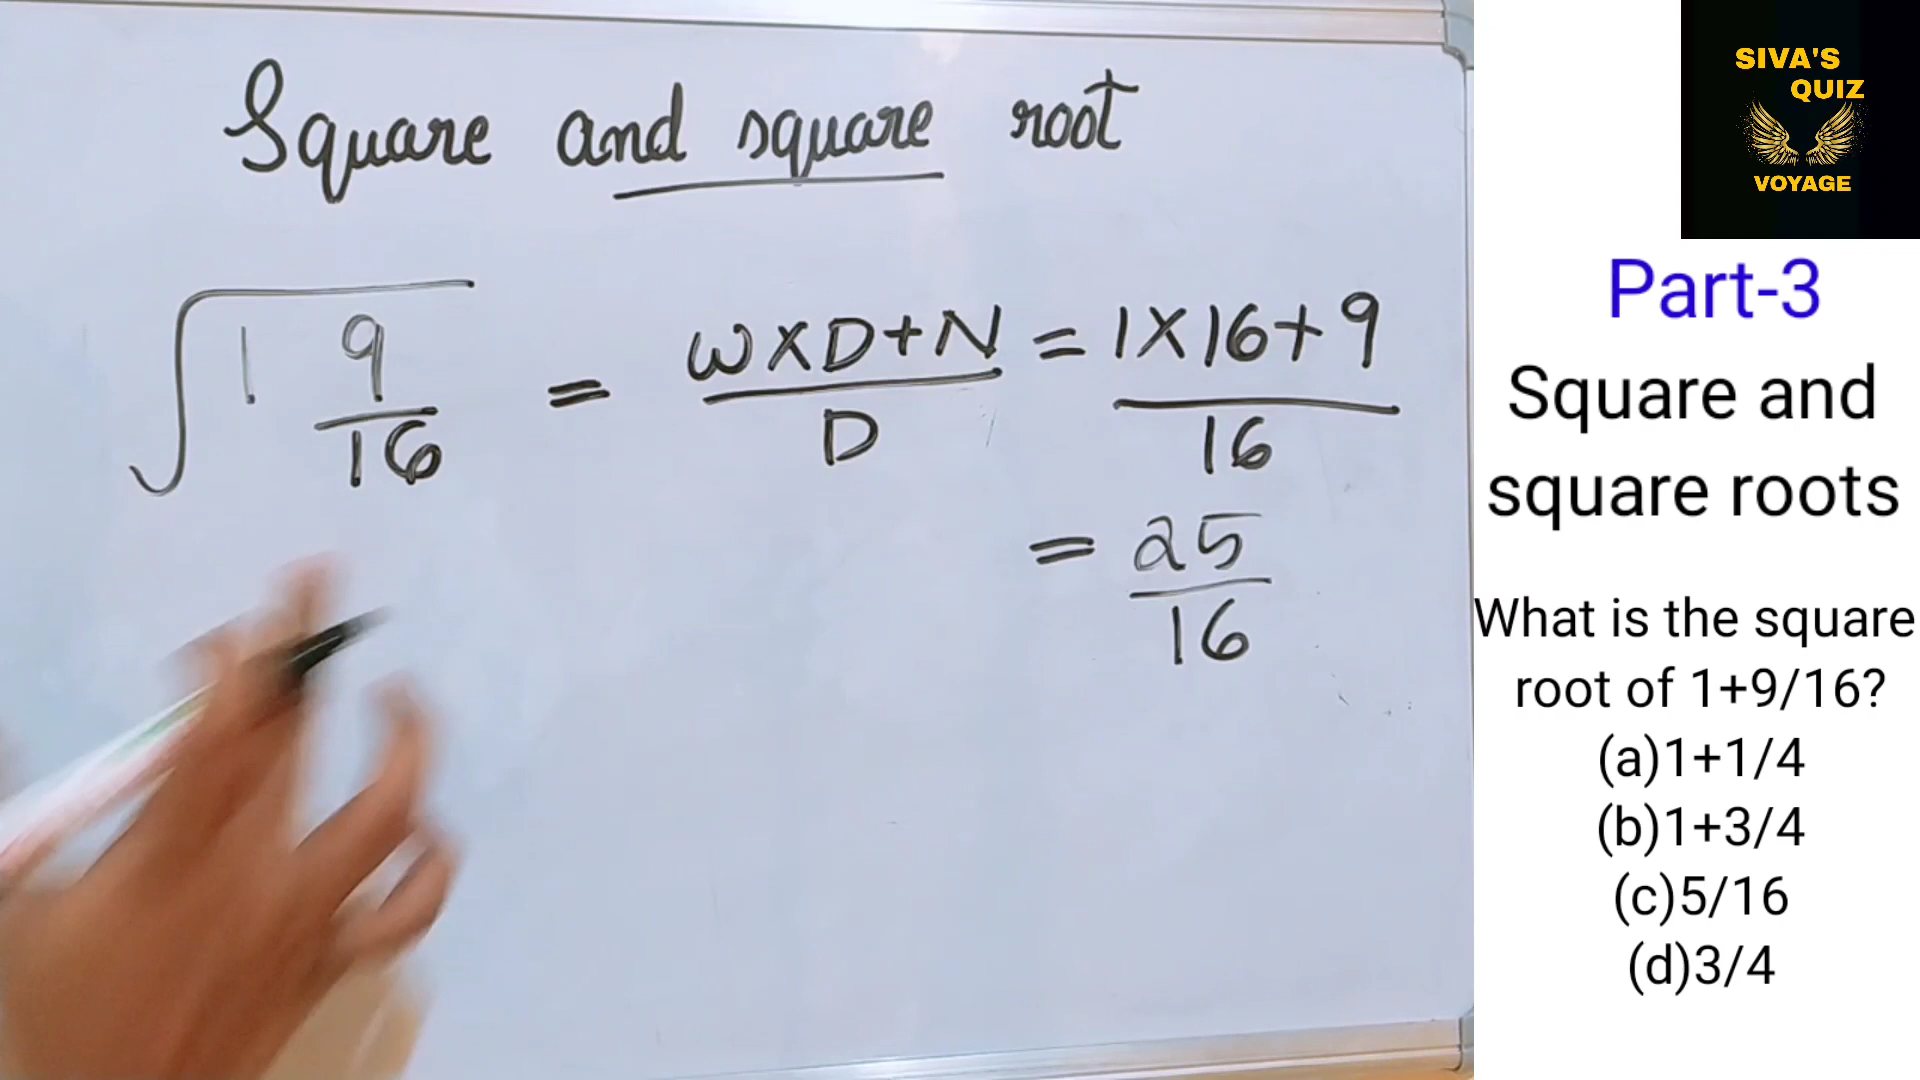 Square and square root
√1 9/16 = W×D+N/D = 1×16+9/16
= 25/16
SIVA'S
QUIZ
VOYAGE
Part-3
Square and
square roots
What is the square
root of 1+9/16?
(a)1+1/4
(b)1+3/4
(c)5/16
(d)3/4